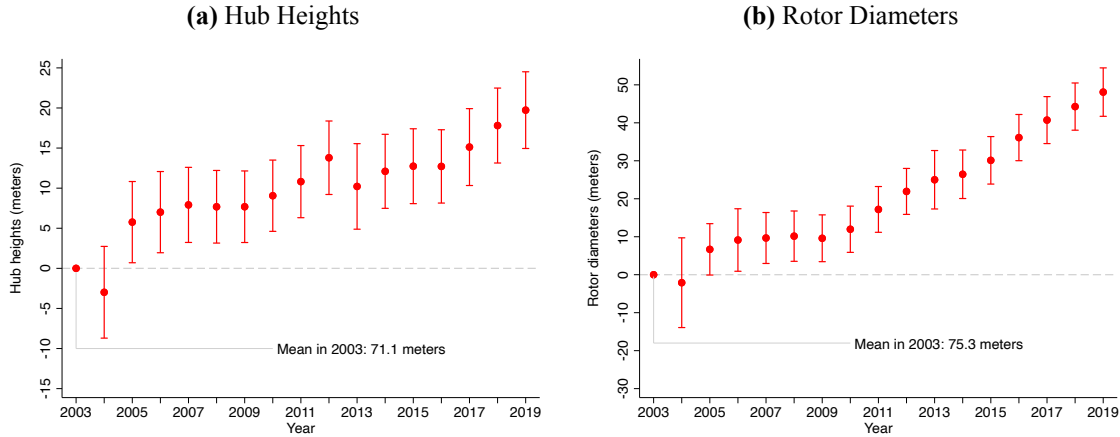 (a) Hub Heights
Hub heights (meters)
25
20
15
10
5
0
-5
-10
-15
Mean in 2003: 71.1 meters
2003 2005 2007 2009 2011 2013 2015 2017 2019
Year
(b) Rotor Diameters
Rotor diameters (meters)
50
40
30
20
10
0
-10
-20
-30
Mean in 2003: 75.3 meters
2003 2005 2007 2009 2011 2013 2015 2017 2019
Year